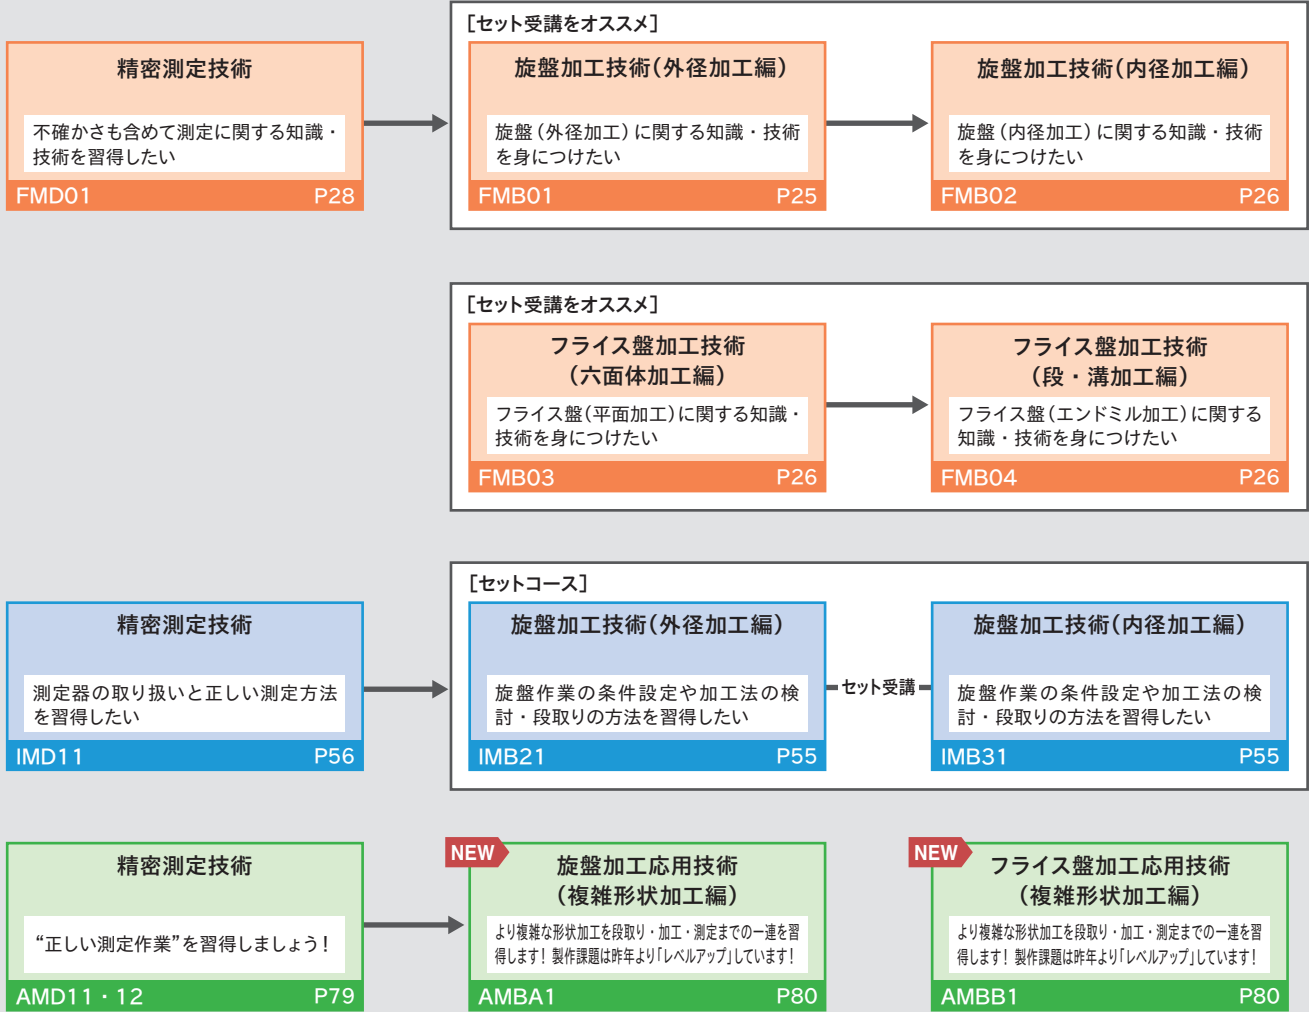 ［セット受講をオススメ］
精密測定技術
不確かさも含めて測定に関する知識・
技術を習得したい
FMD01 P28
旋盤加工技術（外径加工編）
旋盤（外径加工）に関する知識・技術
を身につけたい
FMB01 P25
旋盤加工技術（内径加工編）
旋盤（内径加工）に関する知識・技術
を身につけたい
FMB02 P26
［セット受講をオススメ］
フライス盤加工技術
（六面体加工編）
フライス盤（平面加工）に関する知識・
技術を身につけたい
FMB03 P26
フライス盤加工技術
（段・溝加工編）
フライス盤（エンドミル加工）に関する
知識・技術を身につけたい
FMB04 P26
［セットコース］
精密測定技術
測定器の取り扱いと正しい測定方法
を習得したい
IMD11 P56
旋盤加工技術（外径加工編）
旋盤作業の条件設定や加工法の検
討・段取りの方法を習得したい
IMB21 P55
セット受講
旋盤加工技術（内径加工編）
旋盤作業の条件設定や加工法の検
討・段取りの方法を習得したい
IMB31 P55
精密測定技術
“正しい測定作業”を習得しましょう！
AMD11・12 P79
NEW
旋盤加工応用技術
（複雑形状加工編）
より複雑な形状加工を段取り・加工・測定までの一連を習
得します！製作課題は昨年より「レベルアップ」しています！
AMBA1 P80
NEW
フライス盤加工応用技術
（複雑形状加工編）
より複雑な形状加工を段取り・加工・測定までの一連を習
得します！製作課題は昨年より「レベルアップ」しています！
AMBB1 P80